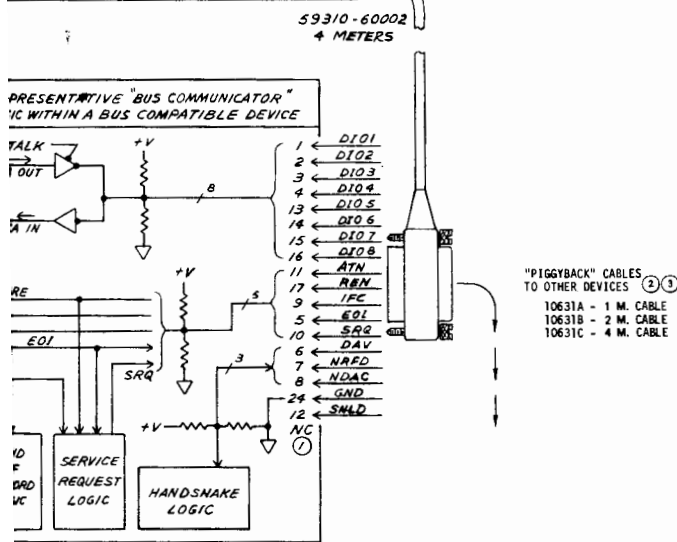 59310-60002
4 METERS
PRESENTATIVE "BUS COMMUNICATOR"
IC WITHIN A BUS COMPATIBLE DEVICE
TALK
OUT
A IN
+V
8
1 DIO1
2 DIO2
3 DIO3
4 DIO4
13 DIO5
14 DIO6
15 DIO7
16 DIO8
11 ATN
17 REN
9 IFC
5 EOI
10 SRQ
6 DAV
7 NRFD
8 NDAC
24 GND
12 SHLD
NC
1
RE
EOI
SRQ
+V
5
3
+V
SERVICE
REQUEST
LOGIC
HANDSHAKE
LOGIC
"PIGGYBACK" CABLES
TO OTHER DEVICES 2 3
10631A - 1 M. CABLE
10631B - 2 M. CABLE
10631C - 4 M. CABLE